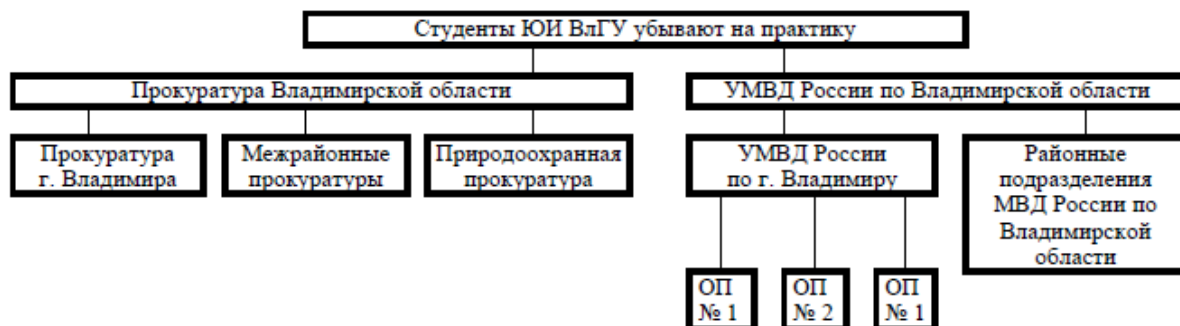 Студенты ЮИ ВлГУ убывают на практику
Прокуратура Владимирской области
УМВД России по Владимирской области
Прокуратура
г. Владимира
Межрайонные
прокуратуры
Природоохранная
прокуратура
УМВД России
по г. Владимиру
Районные
подразделения
МВД России по
Владимирской
области
ОП
№ 1
ОП
№ 2
ОП
№ 1